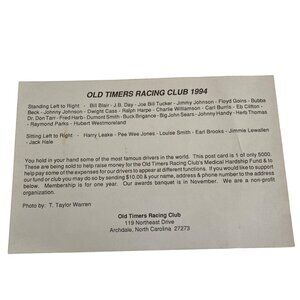 OLD TIMERS RACING CLUB 1994
Standing Left to Right - Bill Blair - J.B. Day - Joe Bill Tucker - Jimmy Johnson - Floyd Gains - Bubba
Beck - Johnny Johnson - Dwight Case - Ralph Harpe - Charlie Williamson - Carl Burris - Eb Clifton -
Dr. Don Tarr - Fred Harb - Dumont Smith - Buck Brigance - Big John Sears - Johnny Handy - Herb Thomas
- Raymond Parks - Hubert Westmoreland
Sitting Left to Right - Harry Leake - Pee Wee Jones - Louise Smith - Earl Brooks - Jimmie Lewallen
- Jack Hale
You hold in your hand some of the most famous drivers in the world. This post card is 1 of only 5000.
These are being sold to help raise money for the Old Timers Racing Club's Medical Hardship Fund & to
help pay some of the expenses for our drivers to appear at different functions. If you would like to support
our fund or club you may do so by sending $10.00 & your name, address & phone number to the address
below. Membership is for one year. Our awards banquet is in November. We are a non-profit
organization.
Photo by: T. Taylor Warren
Old Timers Racing Club
119 Northeast Drive
Archdale, North Carolina 27273